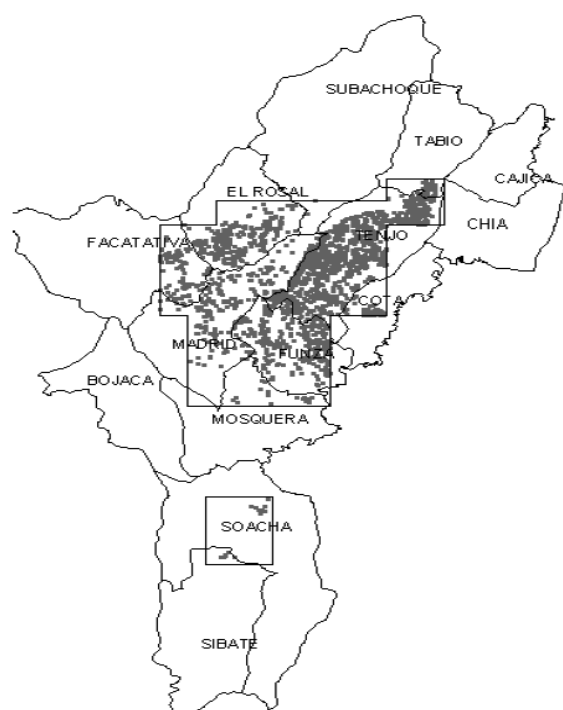 SUBACHOQUE
TABIO
CAJICA
EL ROSAL
CHIA
FACATATIVA
TENJO
COTA
MADRID
FUNZA
BOJACA
MOSQUERA
SOACHA
SIBATE